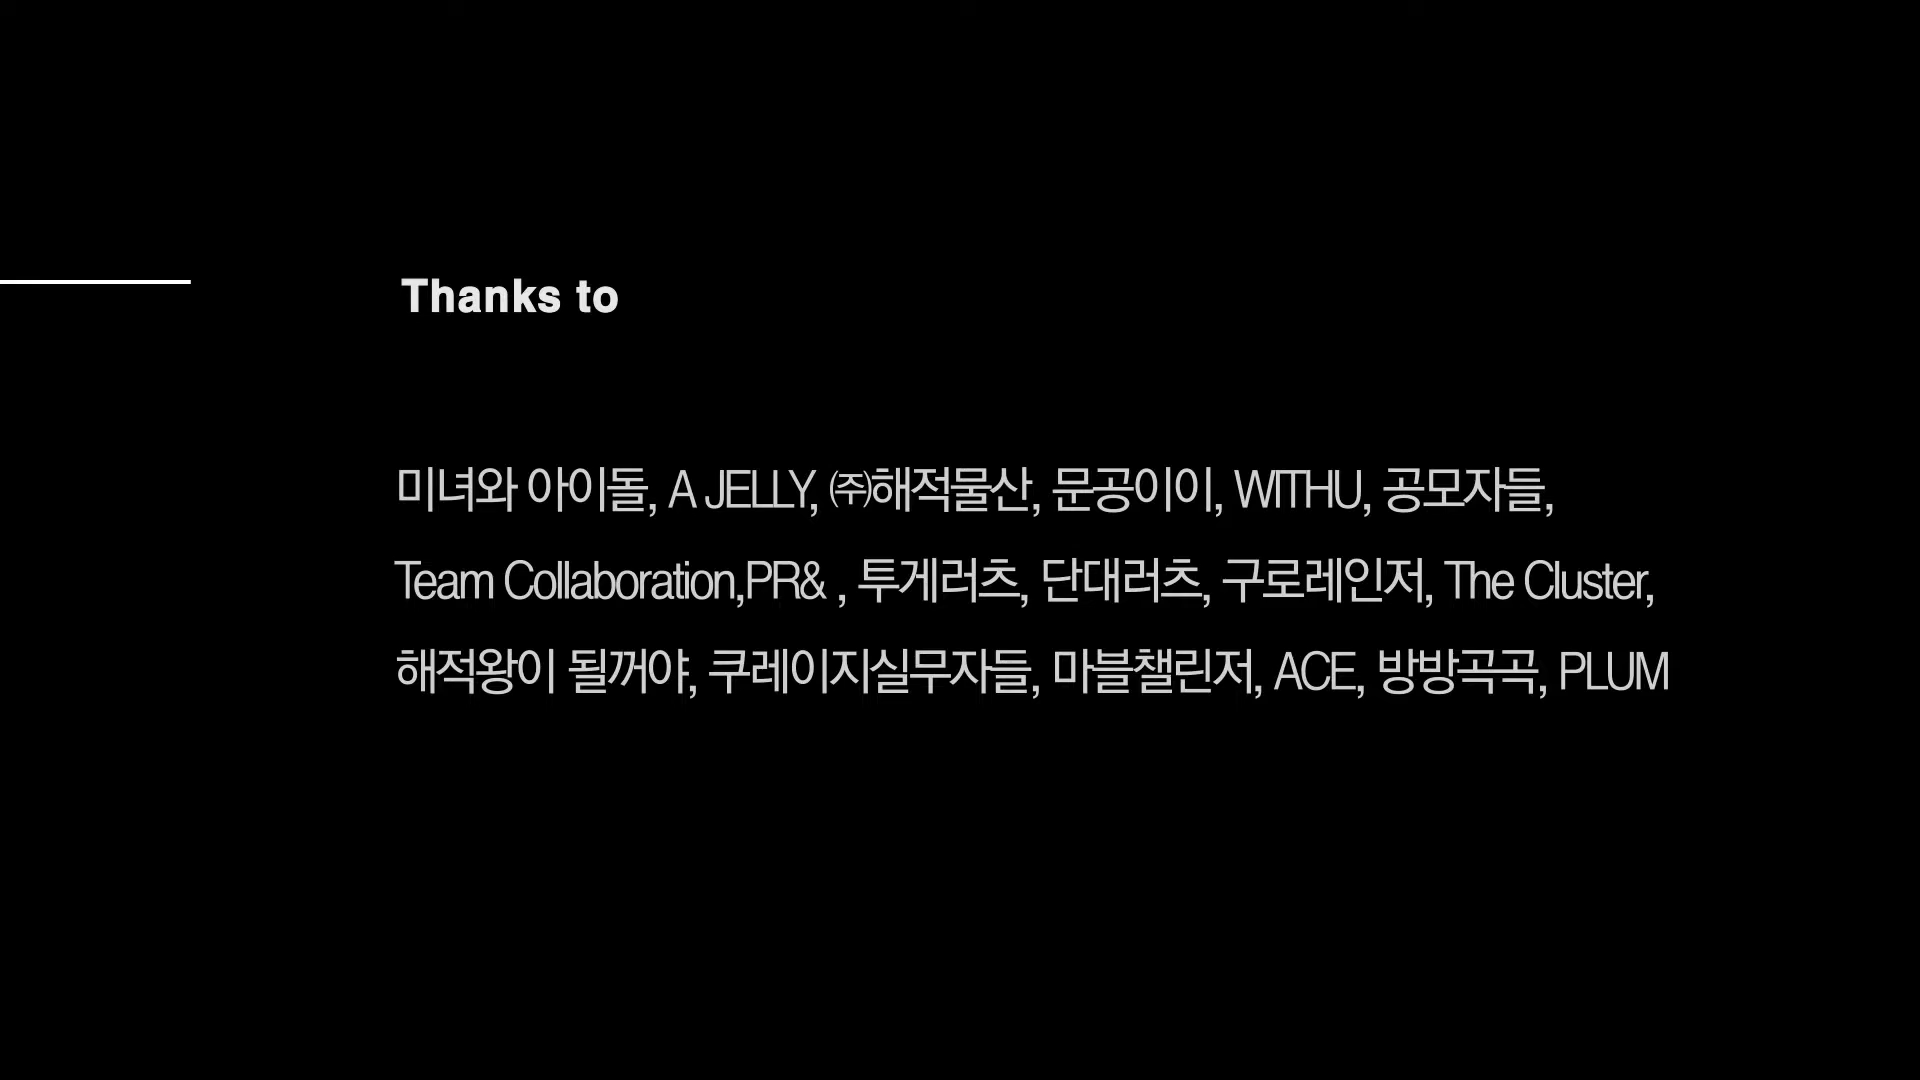 Thanks to
미녀와 아이돌, A JELLY, ㈜해적물산, 문공이이, WITHU, 공모자들,
Team Collaboration,PR& , 투게러츠, 단대러츠, 구로레인저, The Cluster,
해적왕이 될꺼야, 쿠레이지실무자들, 마블챌린저, ACE, 방방곡곡, PLUM